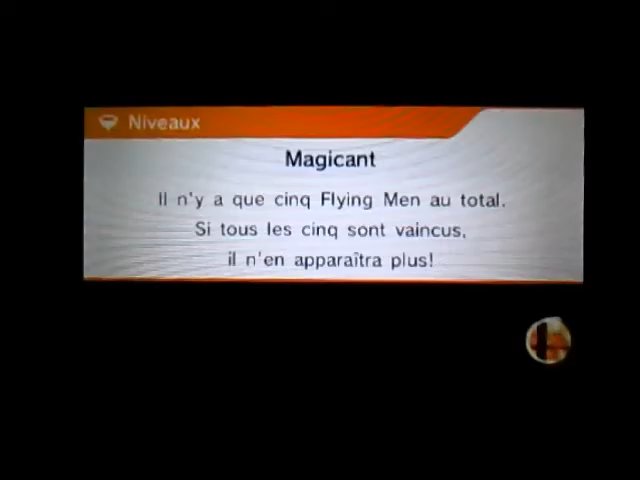 Niveaux
Magicant
Il n'y a que cinq Flying Men au total.
Si tous les cinq sont vaincus,
il n'en apparaîtra plus!